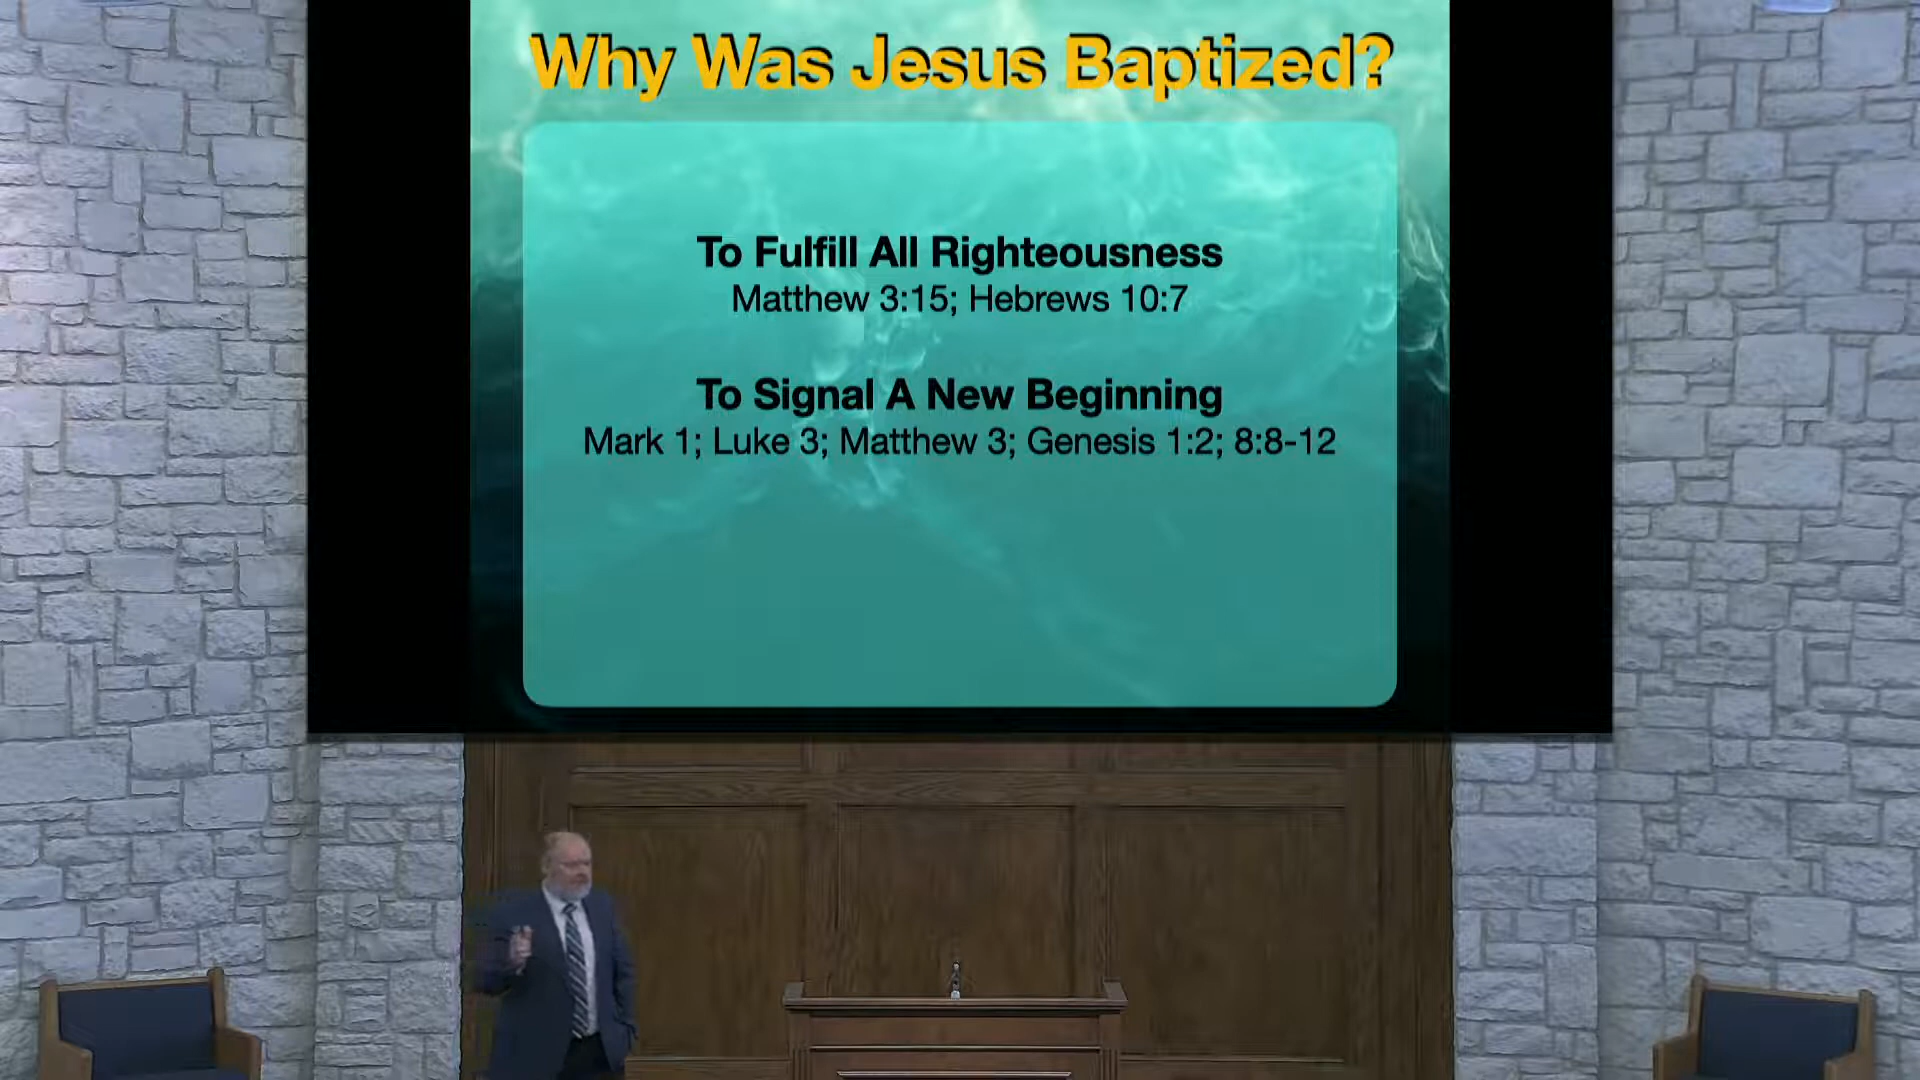 Why Was Jesus Baptized?
To Fulfill All Righteousness
Matthew 3:15; Hebrews 10:7
To Signal A New Beginning
Mark 1; Luke 3; Matthew 3; Genesis 1:2; 8:8-12